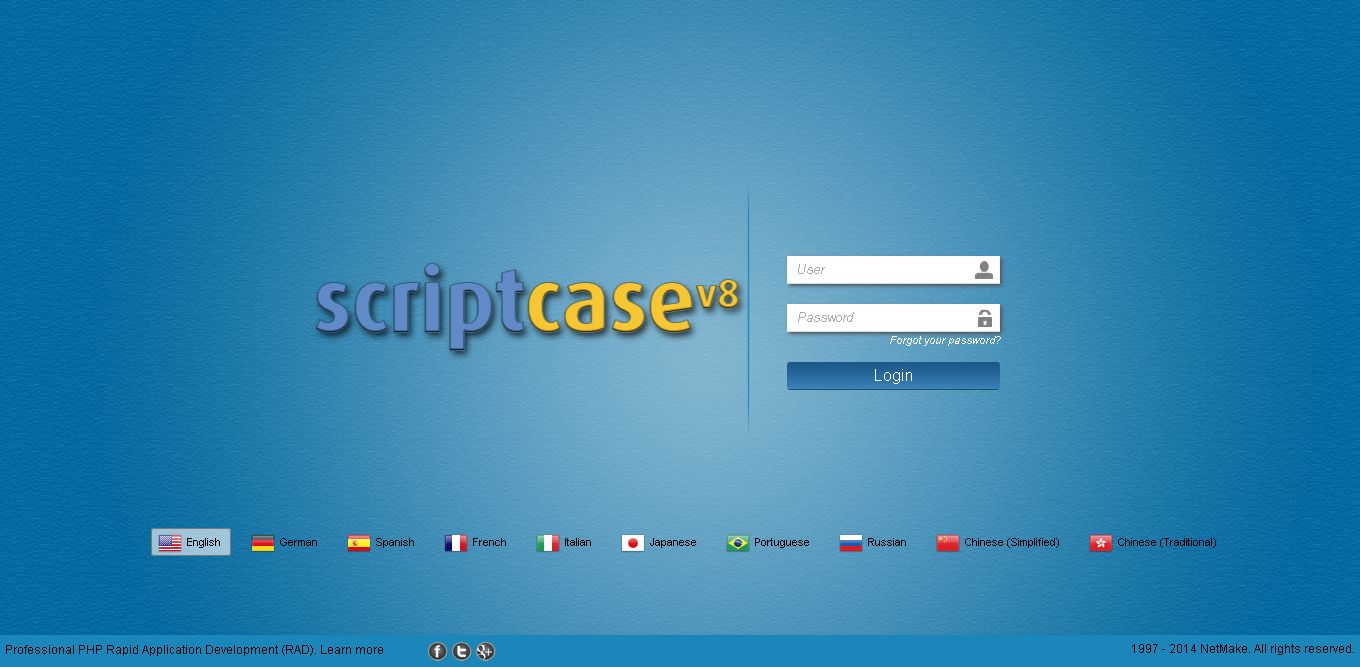 scriptcase v8
User
Password
Forgot your password?
Login
English German Spanish French Italian Japanese Portuguese Russian Chinese (Simplified) Chinese (Traditional)
Professional PHP Rapid Application Development (RAD). Learn more
1997 - 2014 NetMake. All rights reserved.